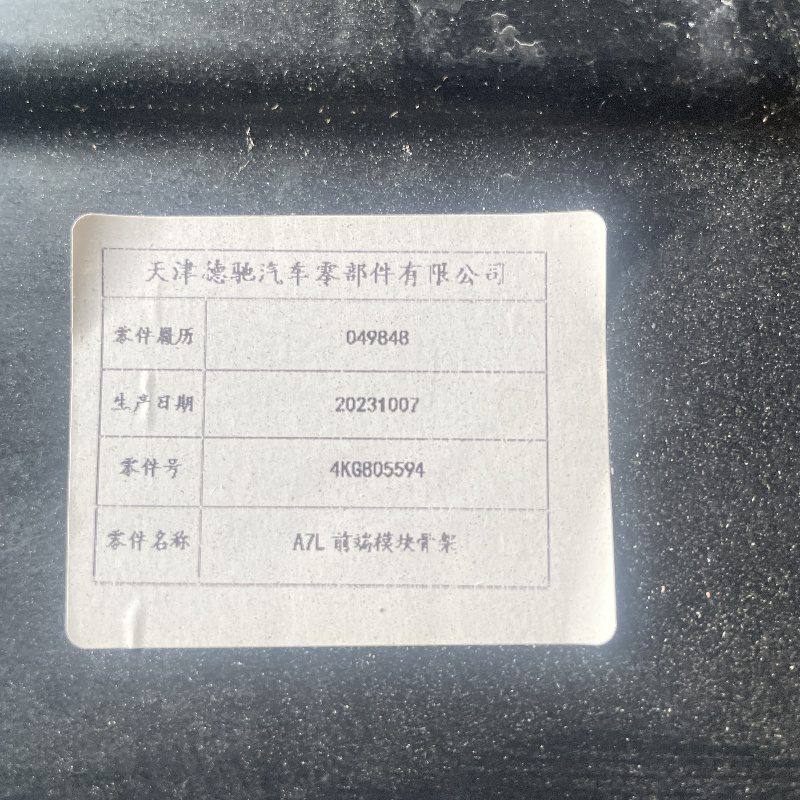 天津德驰汽车零部件有限公司
零件履历 049848
生产日期 20231007
零件号 4KG805594
零件名称 A7L 前端模块骨架